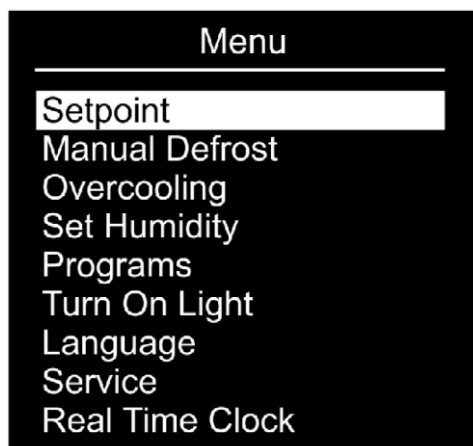 Menu
Setpoint
Manual Defrost
Overcooling
Set Humidity
Programs
Turn On Light
Language
Service
Real Time Clock